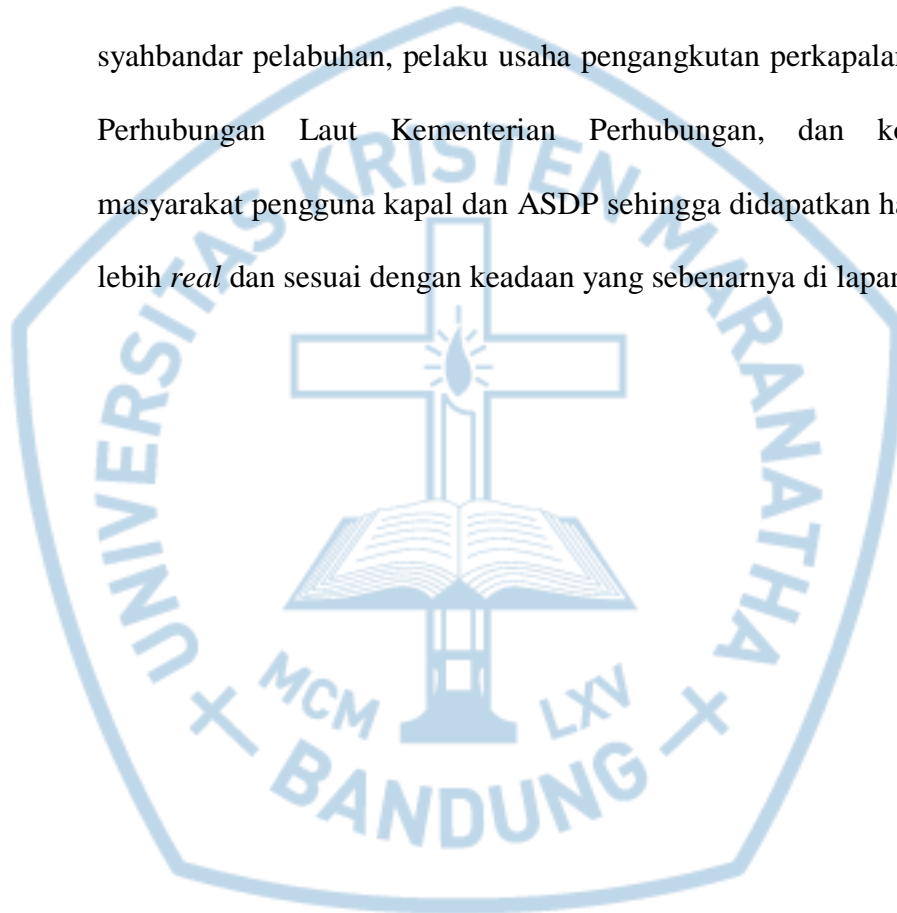 syahbandar pelabuhan, pelaku usaha pengangkutan perkapalan
Perhubungan Laut Kementerian Perhubungan, dan
masyarakat pengguna kapal dan ASDP sehingga didapatkan
lebih real dan sesuai dengan keadaan yang sebenarnya di
UNIVERSITAS KRISTEN MARANATHA
MCM LXV
BANDUNG